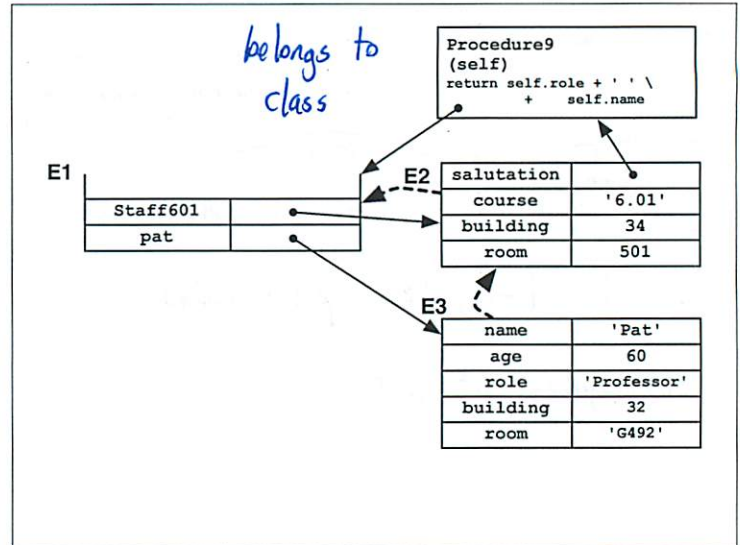 belongs to
class
Procedure9
(self)
return self.role + ' ' \
+ self.name
E1
Staff601
pat
E2
salutation
course '6.01'
building 34
room 501
E3
name 'Pat'
age 60
role 'Professor'
building 32
room 'G492'